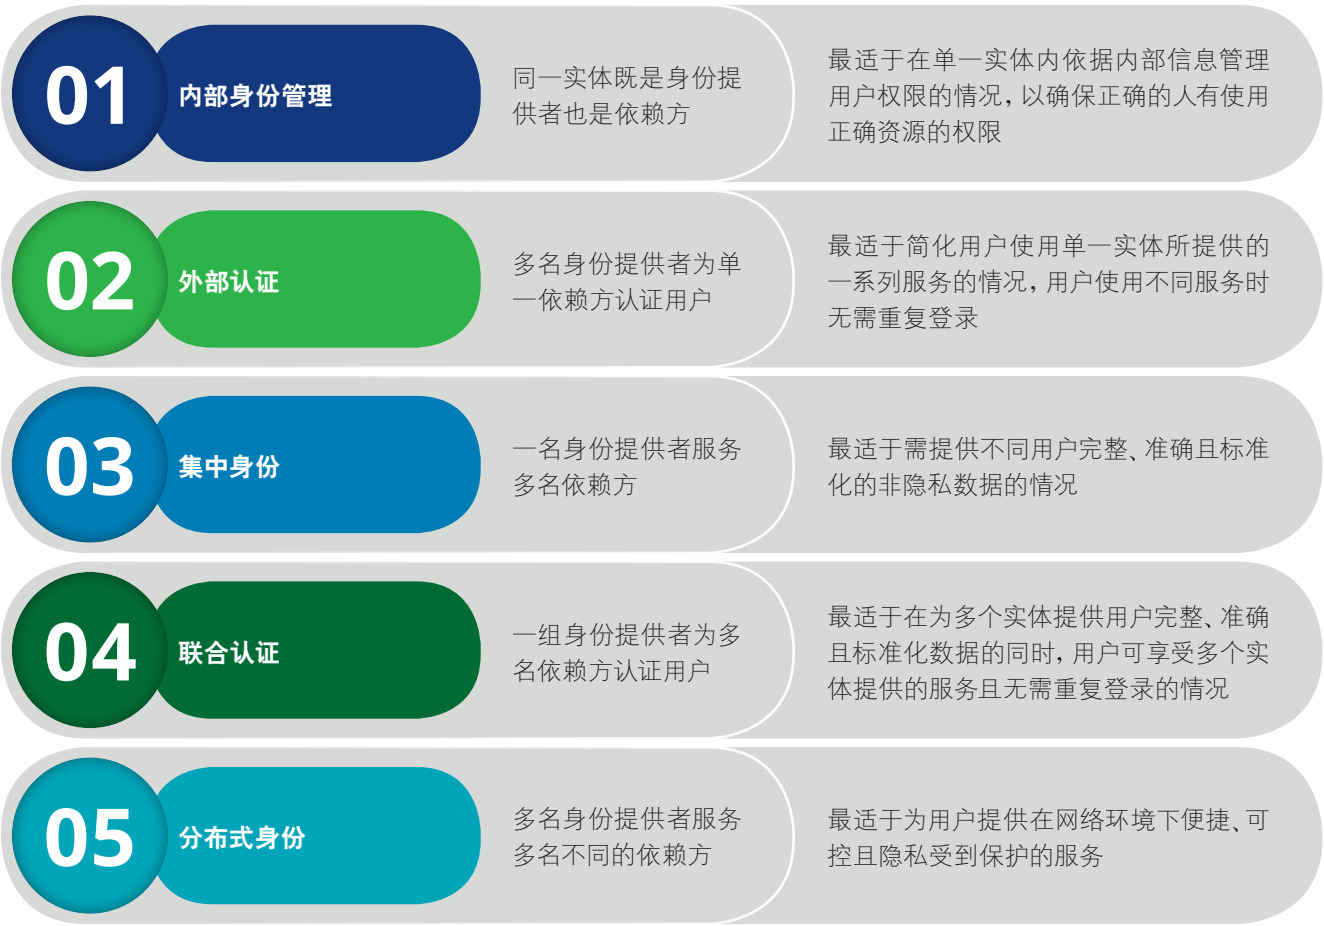 01
内部身份管理
同一实体既是身份提
供者也是依赖方
最适于在单一实体内依据内部信息管理
用户权限的情况，以确保正确的人有使用
正确资源的权限
02
外部认证
多名身份提供者为单
一依赖方认证用户
最适于简化用户使用单一实体所提供的
一系列服务的情况，用户使用不同服务时
无需重复登录
03
集中身份
一名身份提供者服务
多名依赖方
最适于需提供不同用户完整、准确且标准
化的非隐私数据的情况
04
联合认证
一组身份提供者为多
名依赖方认证用户
最适于在为多个实体提供用户完整、准确
且标准化数据的同时，用户可享受多个实
体提供的服务且无需重复登录的情况
05
分布式身份
多名身份提供者服务
多名不同的依赖方
最适于为用户提供在网络环境下便捷、可
控且隐私受到保护的服务